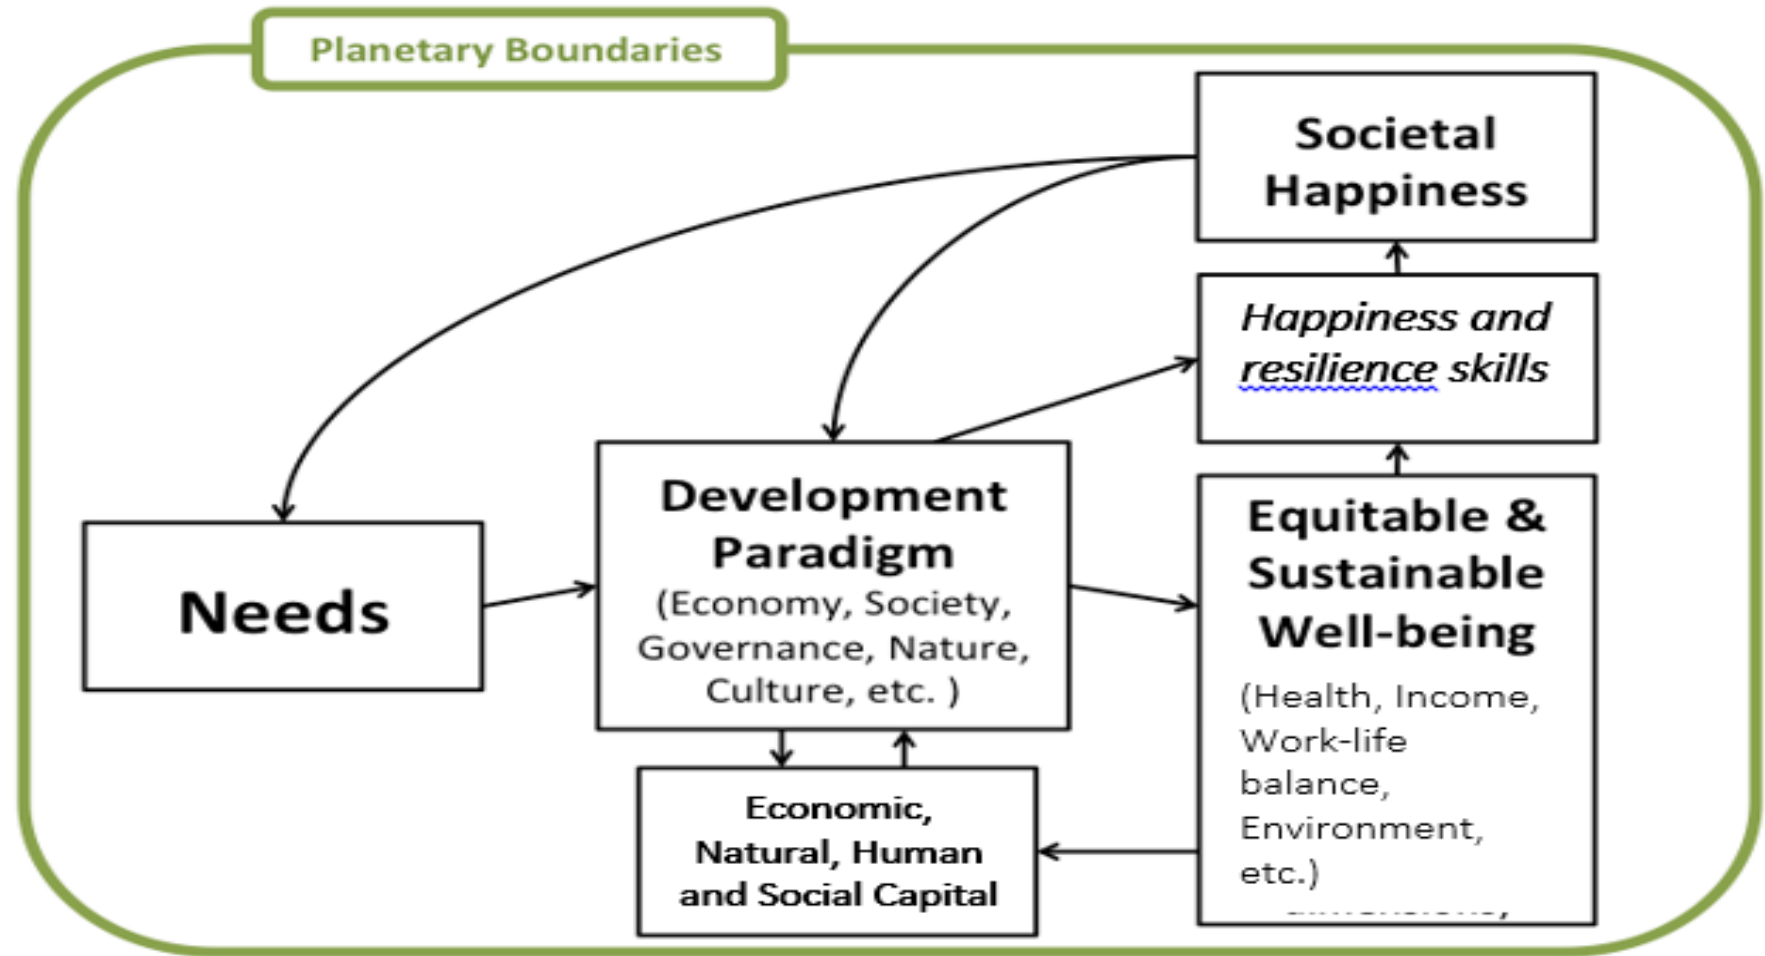 Planetary Boundaries
Societal
Happiness
Happiness and
resilience skills
Development
Paradigm
(Economy, Society,
Governance, Nature,
Culture, etc. )
Needs
Equitable &
Sustainable
Well-being
(Health, Income,
Work-life
balance,
Environment,
etc.)
Economic,
Natural, Human
and Social Capital